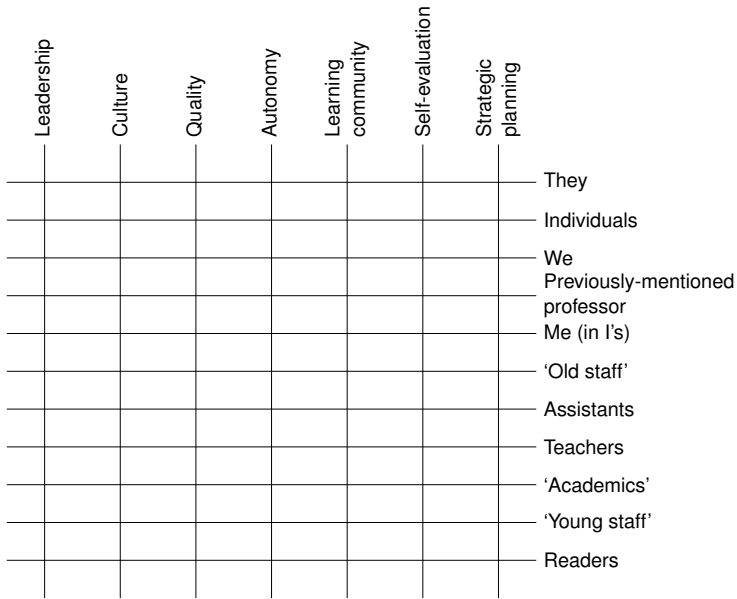 Leadership
Culture
Quality
Autonomy
Learning
community
Self-evaluation
Strategic
planning
They
Individuals
We
Previously-mentioned
professor
Me (in I's)
‘Old staff’
Assistants
Teachers
‘Academics’
‘Young staff’
Readers